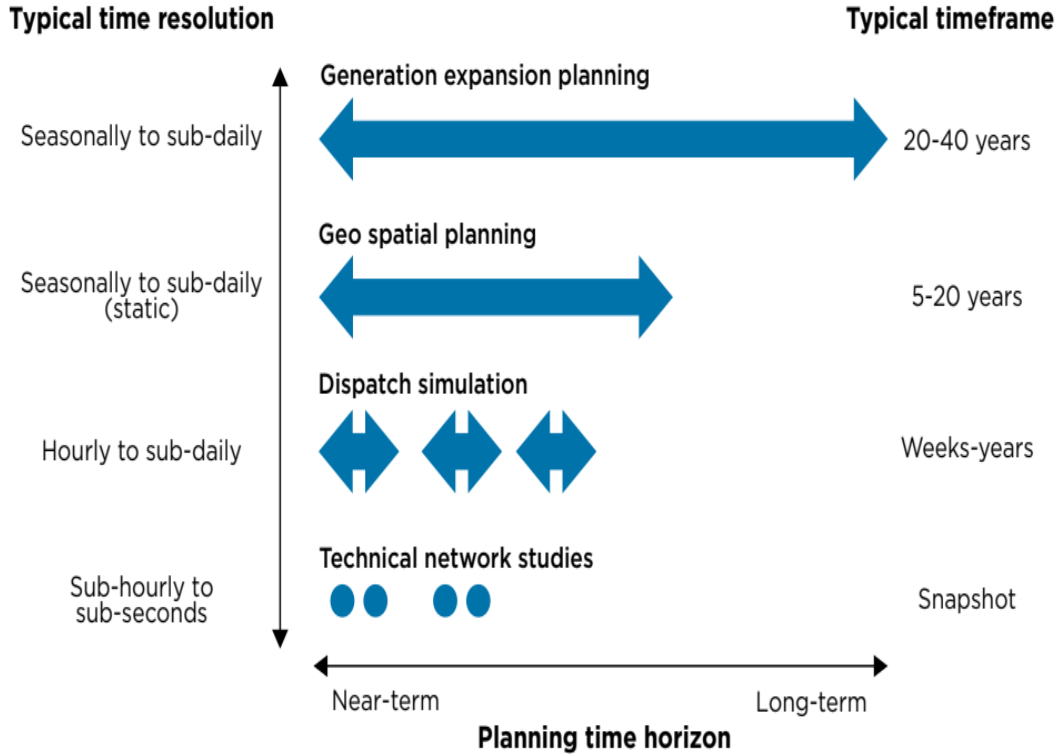 Typical time resolution
Typical timeframe
Generation expansion planning
Seasonally to sub-daily
20-40 years
Geo spatial planning
Seasonally to sub-daily
(static)
5-20 years
Dispatch simulation
Hourly to sub-daily
Weeks-years
Technical network studies
Sub-hourly to
sub-seconds
Snapshot
Near-term
Long-term
Planning time horizon